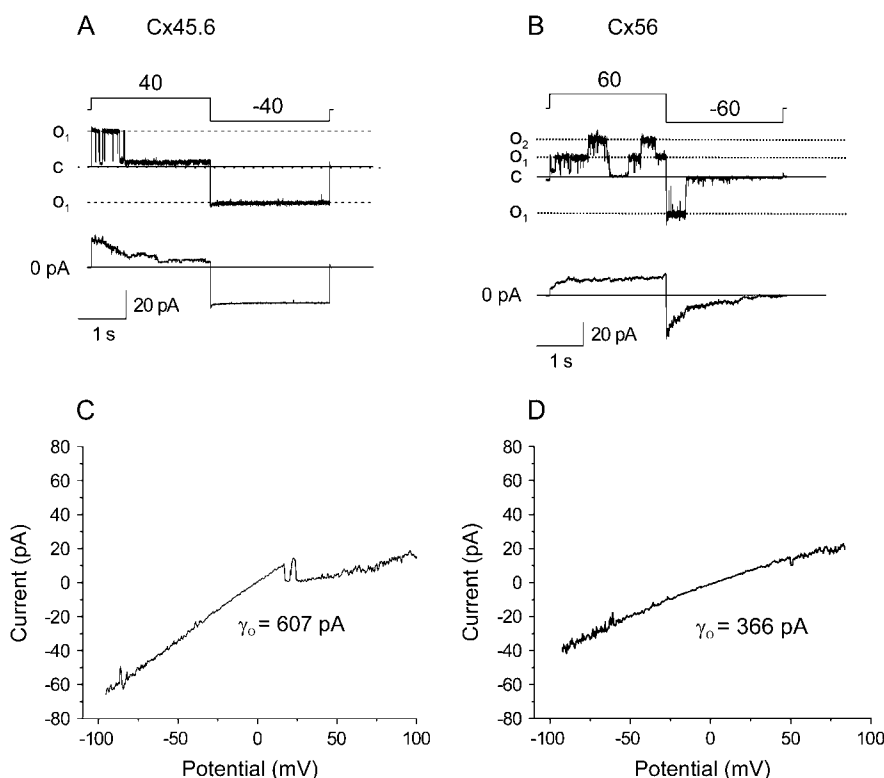 A Cx45.6
40
-40
O1
C
O1
0 pA
20 pA
1 s
B Cx56
60
-60
O2
O1
C
O1
0 pA
20 pA
1 s
C
80
60
40
20
0
-20
-40
-60
-80
Current (pA)
γo = 607 pA
-100 -50 0 50 100
Potential (mV)
D
80
60
40
20
0
-20
-40
-60
-80
Current (pA)
γo = 366 pA
-100 -50 0 50 100
Potential (mV)